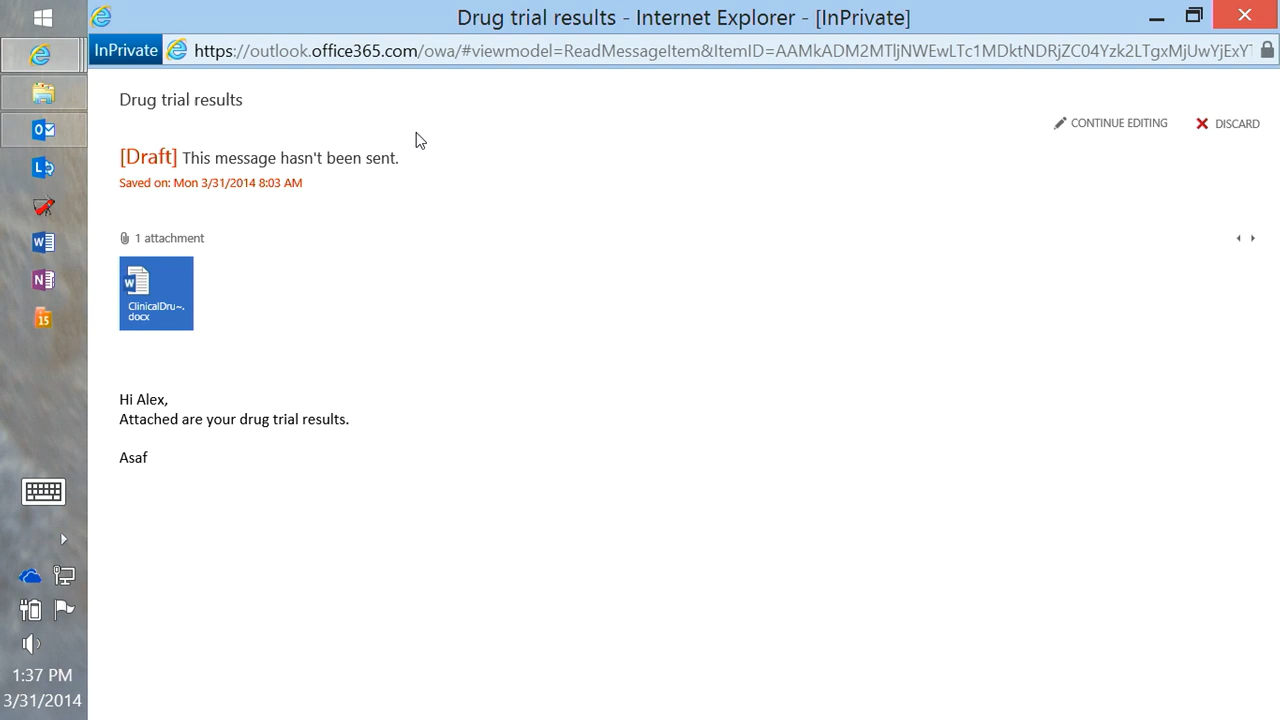 Drug trial results - Internet Explorer - [InPrivate]
InPrivate
https://outlook.office365.com/owa/#viewmodel=ReadMessageItem&ItemID=AAMkADM2MTljNWEwLTc1MDktNDRjZC04Yzk2LTgxMjUwYjExYT
Drug trial results
CONTINUE EDITING
DISCARD
[Draft] This message hasn't been sent.
Saved on: Mon 3/31/2014 8:03 AM
1 attachment
ClinicalDru~.
docx
Hi Alex,
Attached are your drug trial results.
Asaf
15
1:37 PM
3/31/2014